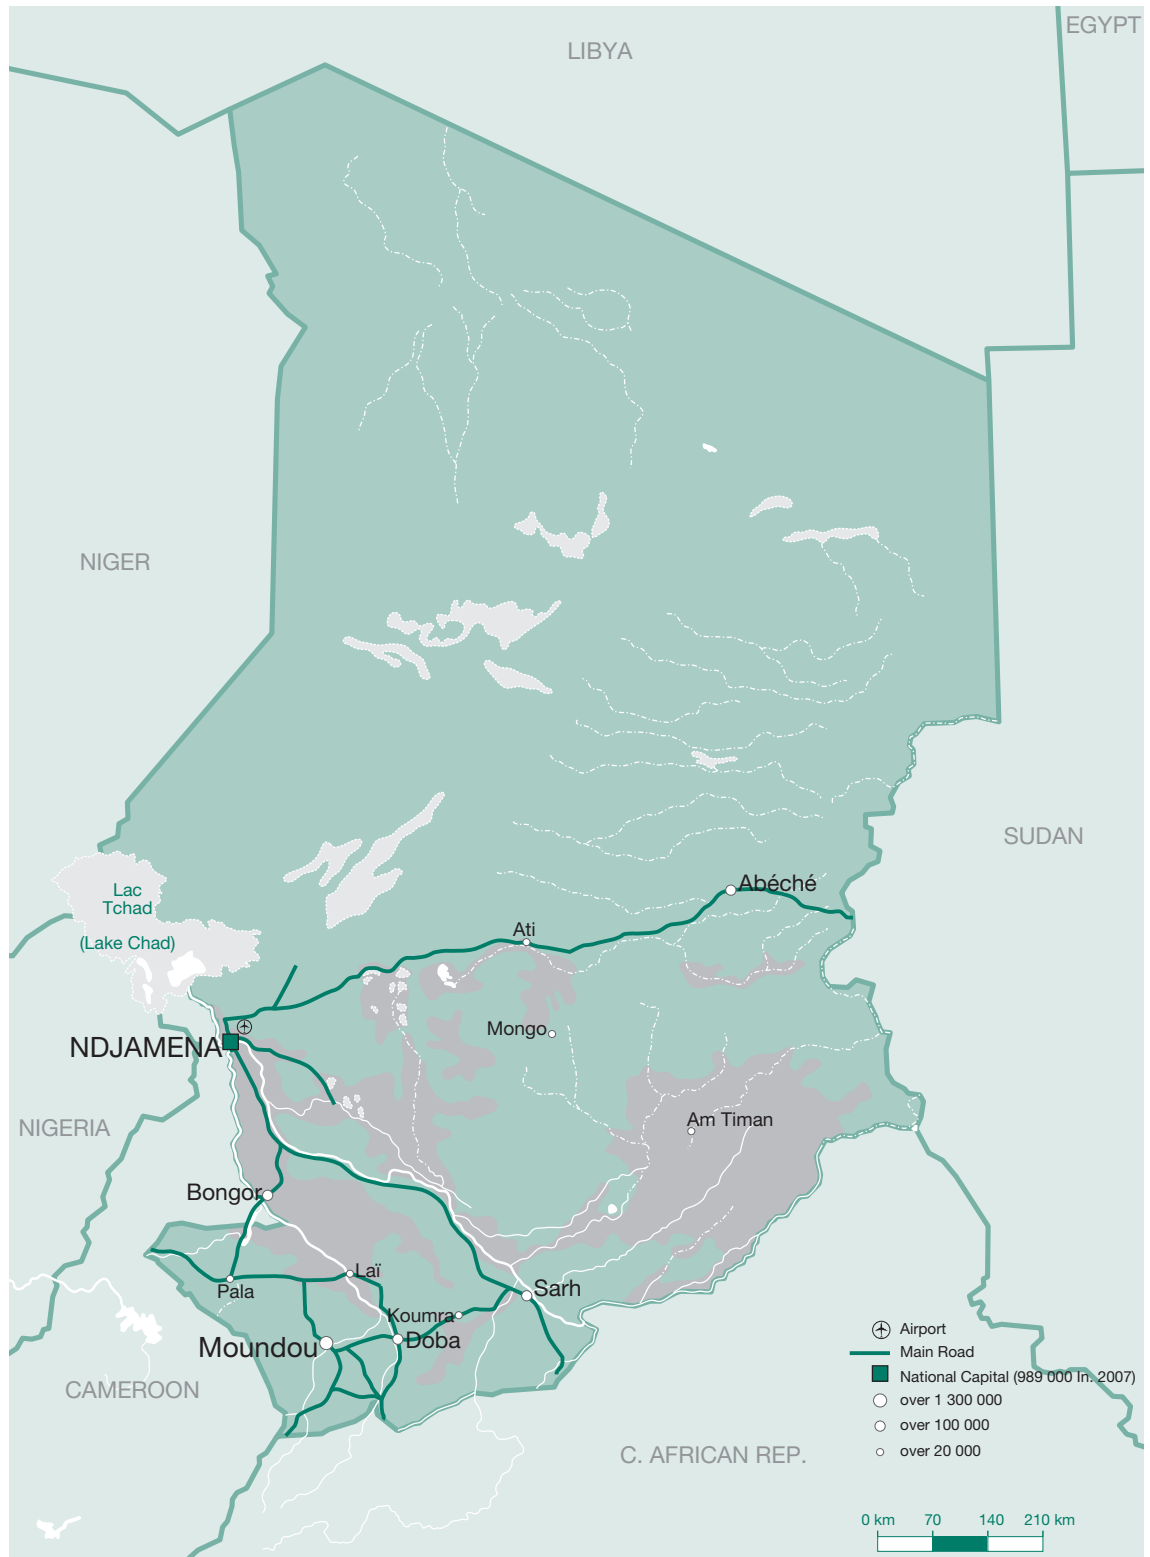 EGYPT
LIBYA
NIGER
SUDAN
Abéché
Lac
Tchad
(Lake Chad)
Ati
Mongo
NDJAMENA
Am Timan
NIGERIA
Bongor
Laï
Pala
Sarh
Koumra
Doba
Moundou
CAMEROON
C. AFRICAN REP.
Airport
Main Road
National Capital (989 000 In. 2007)
over 1 300 000
over 100 000
over 20 000
0 km 70 140 210 km